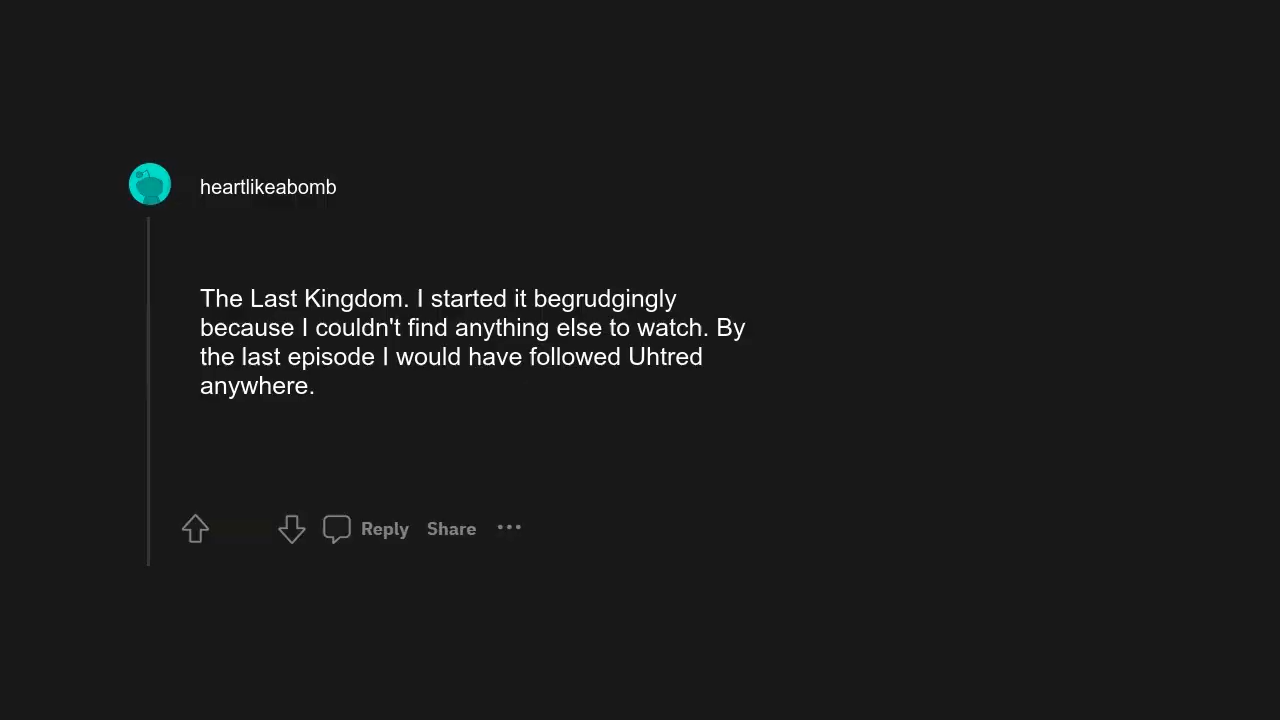 heartlikeabomb
The Last Kingdom. I started it begrudgingly
because I couldn't find anything else to watch. By
the last episode I would have followed Uhtred
anywhere.
Reply Share